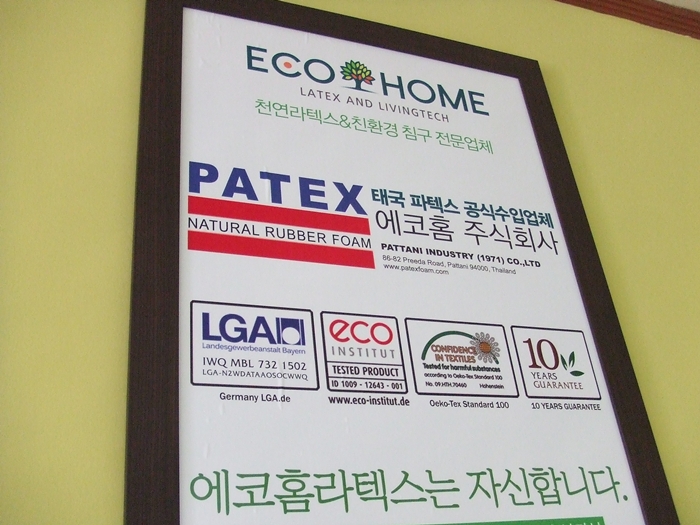 ECO HOME
LATEX AND LIVINGTECH
천연라텍스&친환경 침구 전문업체
PATEX
NATURAL RUBBER FOAM
태국 파텍스 공식수입업체
에코홈 주식회사
PATTANI INDUSTRY (1971) CO.,LTD
86-82 Preeda Road, Pattani 94000, Thailand
www.patexfoam.com
LGA
Landesgewerbeanstalt Bayern
IWQ MBL 732 1502
LGA-NZWDATAAOSOCWWQ
Germany LGA.de
eco
INSTITUT
TESTED PRODUCT
ID 1009 - 12643 - 001
www.eco-institut.de
CONFIDENCE
IN TEXTILES
Tested for harmful substances
according to Oeko-Tex Standard 100
No. 09.HTH.70460 Hohenstein
Oeko-Tex Standard 100
10
YEARS
GUARANTEE
10 YEARS GUARANTEE
에코홈라텍스는 자신합니다.